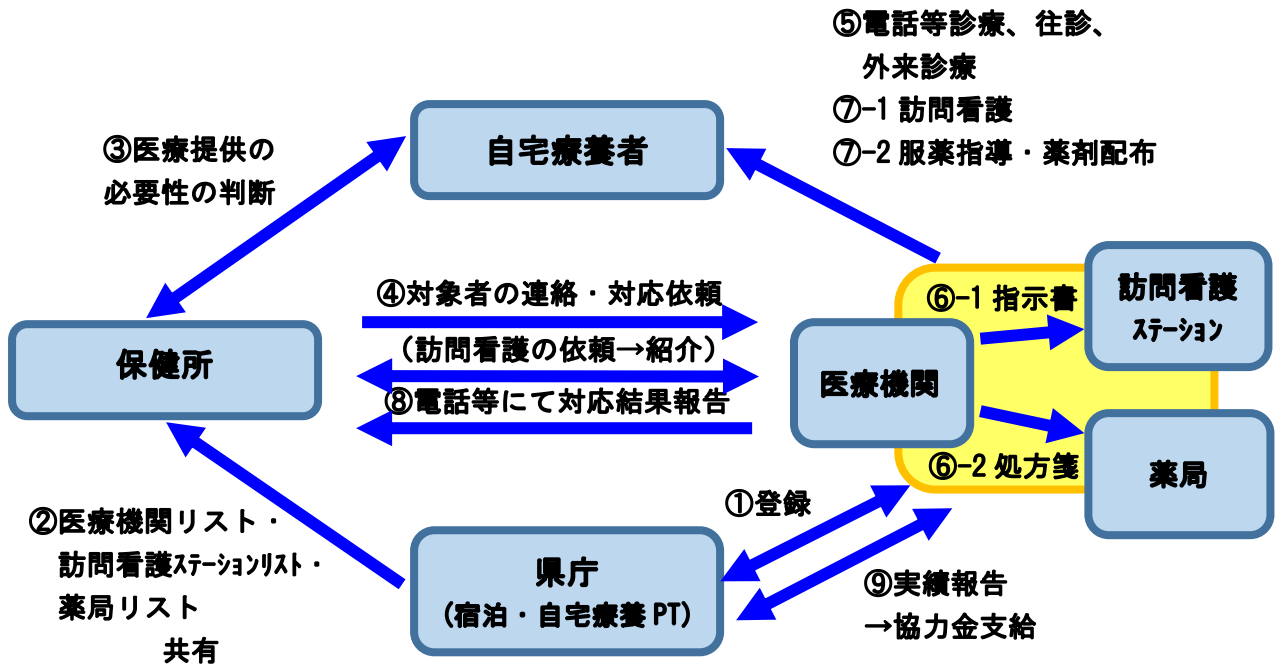 ⑤電話等診療、往診、
外来診療
⑦-1 訪問看護
⑦-2 服薬指導・薬剤配布
③医療提供の
必要性の判断
自宅療養者
④対象者の連絡・対応依頼
（訪問看護の依頼→紹介）
⑧電話等にて対応結果報告
保健所
医療機関
⑥-1 指示書
訪問看護
ｽﾃｰｼｮﾝ
⑥-2 処方箋
薬局
①登録
②医療機関リスト・
訪問看護ｽﾃｰｼｮﾝﾘｽﾄ・
薬局リスト
共有
県庁
(宿泊・自宅療養 PT)
⑨実績報告
→協力金支給